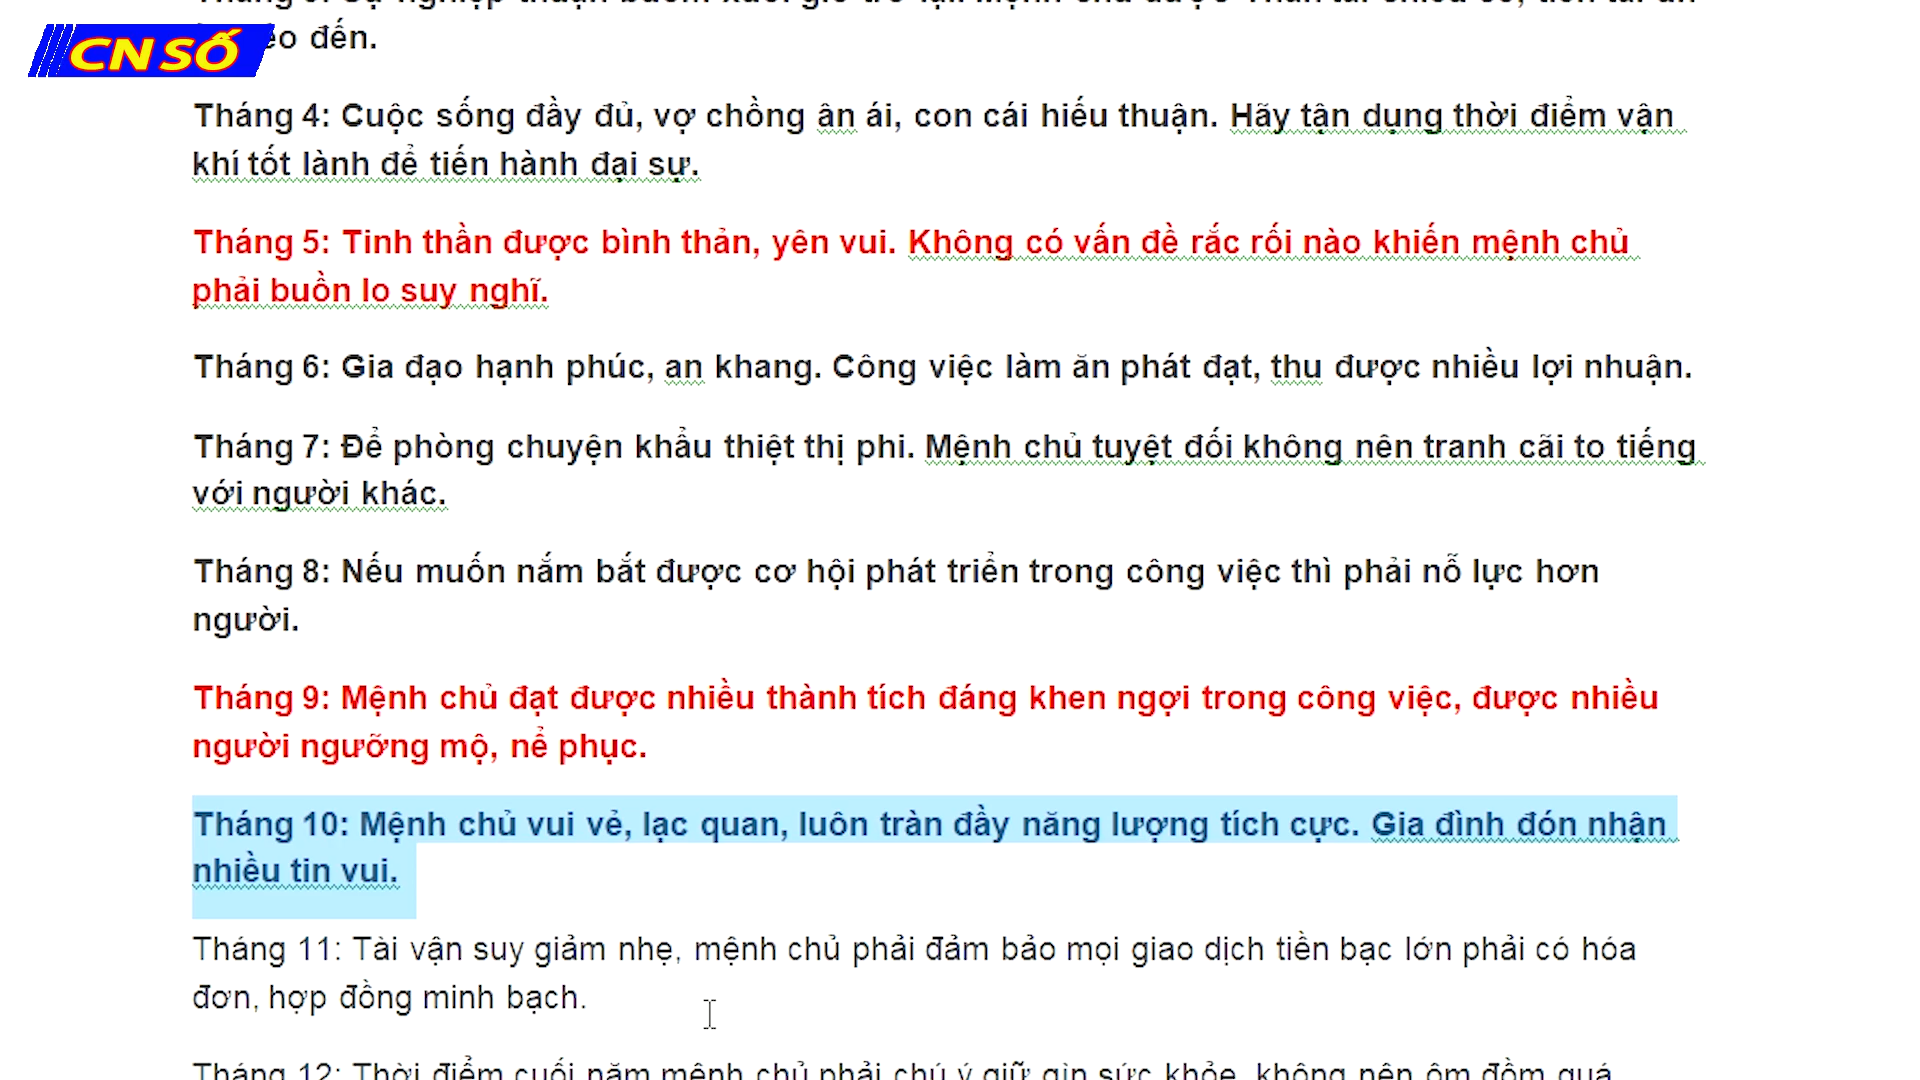 CN SỐ
đến.
Tháng 4: Cuộc sống đầy đủ, vợ chồng ân ái, con cái hiếu thuận. Hãy tận dụng thời điểm vận
khí tốt lành để tiến hành đại sự.
Tháng 5: Tinh thần được bình thản, yên vui. Không có vấn đề rắc rối nào khiến mệnh chủ
phải buồn lo suy nghĩ.
Tháng 6: Gia đạo hạnh phúc, an khang. Công việc làm ăn phát đạt, thu được nhiều lợi nhuận.
Tháng 7: Để phòng chuyện khẩu thiệt thị phi. Mệnh chủ tuyệt đối không nên tranh cãi to tiếng
với người khác.
Tháng 8: Nếu muốn nắm bắt được cơ hội phát triển trong công việc thì phải nỗ lực hơn
người.
Tháng 9: Mệnh chủ đạt được nhiều thành tích đáng khen ngợi trong công việc, được nhiều
người ngưỡng mộ, nể phục.
Tháng 10: Mệnh chủ vui vẻ, lạc quan, luôn tràn đầy năng lượng tích cực. Gia đình đón nhận
nhiều tin vui.
Tháng 11: Tài vận suy giảm nhẹ, mệnh chủ phải đảm bảo mọi giao dịch tiền bạc lớn phải có hóa
đơn, hợp đồng minh bạch.
Tháng 12: Thời điểm cuối năm mệnh chủ phải chú ý giữ gìn sức khỏe, không nên ôm đồm quá